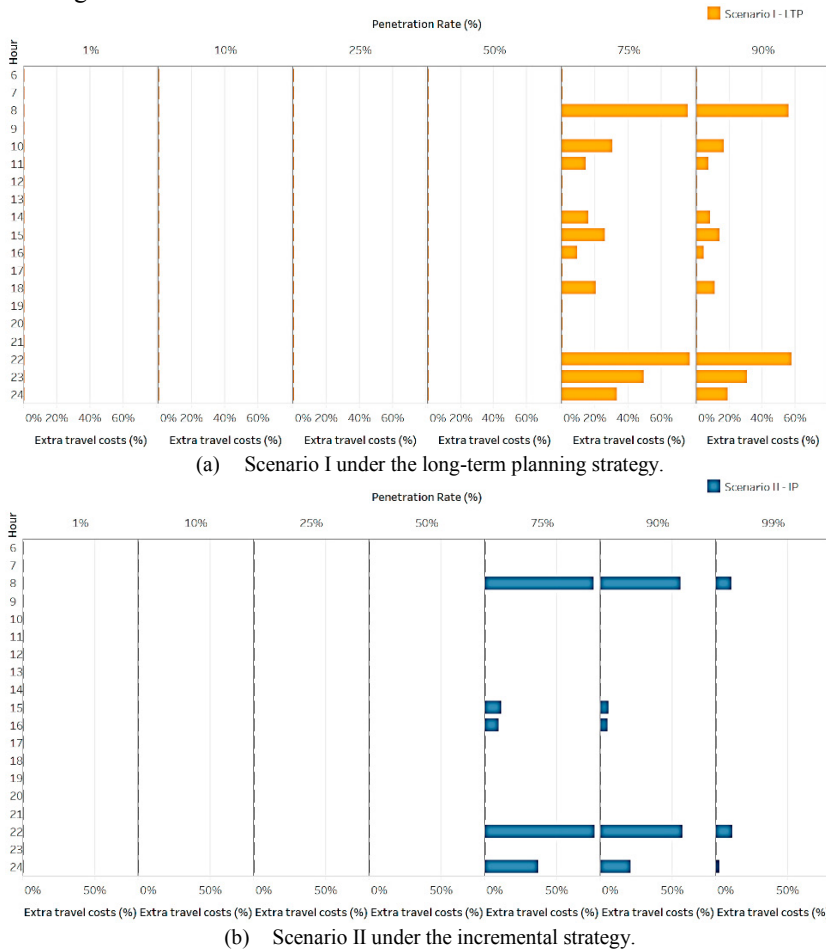 Scenario I - LTP
Penetration Rate (%)
Hour
1% 10% 25% 50% 75% 90%
6
7
8
9
10
11
12
13
14
15
16
17
18
19
20
21
22
23
24
0% 20% 40% 60% 0% 20% 40% 60% 0% 20% 40% 60% 0% 20% 40% 60% 0% 20% 40% 60% 0% 20% 40% 60%
Extra travel costs (%) Extra travel costs (%) Extra travel costs (%) Extra travel costs (%) Extra travel costs (%) Extra travel costs (%)
(a) Scenario I under the long-term planning strategy.
Scenario II - IP
Penetration Rate (%)
Hour
1% 10% 25% 50% 75% 90% 99%
6
7
8
9
10
11
12
13
14
15
16
17
18
19
20
21
22
23
24
0% 50% 0% 50% 0% 50% 0% 50% 0% 50% 0% 50% 0% 50%
Extra travel costs (%) Extra travel costs (%) Extra travel costs (%) Extra travel costs (%) Extra travel costs (%) Extra travel costs (%) Extra travel costs (%)
(b) Scenario II under the incremental strategy.